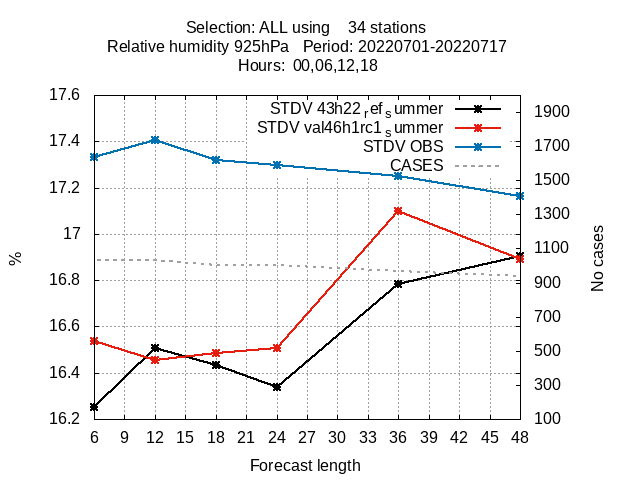 Selection: ALL using    34 stations
Relative humidity 925hPa   Period: 20220701-20220717
Hours:  00,06,12,18
STDV 43h22ref_summer
STDV val46h1rc1_summer
STDV OBS
CASES
17.6
17.4
17.2
17
16.8
16.6
16.4
16.2
%
1900
1700
1500
1300
1100
900
700
500
300
100
No cases
6 9 12 15 18 21 24 27 30 33 36 39 42 45 48
Forecast length